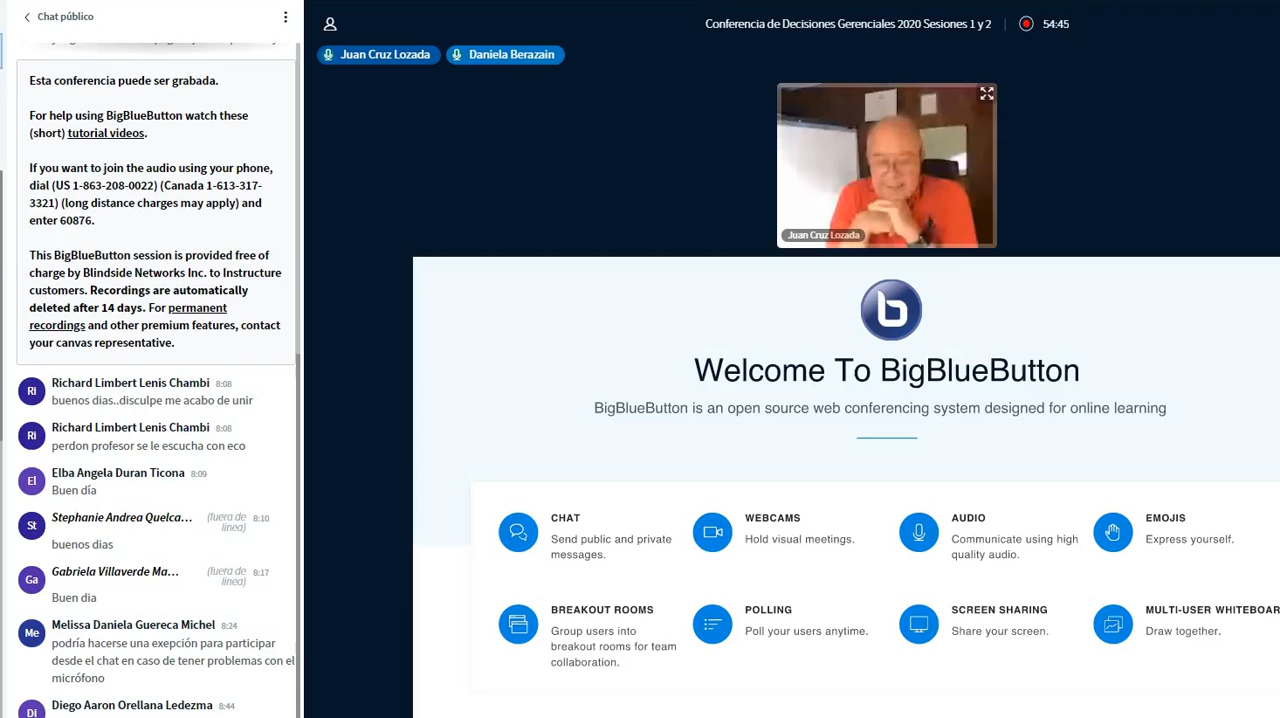 Chat público
Conferencia de Decisiones Gerenciales 2020 Sesiones 1 y 2
54:45
Juan Cruz Lozada
Daniela Berazain
Esta conferencia puede ser grabada.
For help using BigBlueButton watch these
(short) tutorial videos.
If you want to join the audio using your phone,
dial (US 1-863-208-0022) (Canada 1-613-317-
3321) (long distance charges may apply) and
enter 60876.
This BigBlueButton session is provided free of
charge by Blindside Networks Inc. to Instructure
customers. Recordings are automatically
deleted after 14 days. For permanent
recordings and other premium features, contact
your canvas representative.
Ri
Richard Limbert Lenis Chambi 8:08
buenos dias..disculpe me acabo de unir
Ri
Richard Limbert Lenis Chambi 8:08
perdon profesor se le escucha con eco
El
Elba Angela Duran Ticona 8:09
Buen día
St
Stephanie Andrea Quelca... (fuera de línea) 8:10
buenos dias
Ga
Gabriela Villaverde Ma... (fuera de línea) 8:17
Buen dia
Me
Melissa Daniela Guereca Michel 8:24
podría hacerse una exepción para participar
desde el chat en caso de tener problemas con el
micrófono
Di
Diego Aaron Orellana Ledezma 8:44
Juan Cruz Lozada
b
Welcome To BigBlueButton
BigBlueButton is an open source web conferencing system designed for online learning
CHAT
Send public and private
messages.
WEBCAMS
Hold visual meetings.
AUDIO
Communicate using high
quality audio.
EMOJIS
Express yourself.
BREAKOUT ROOMS
Group users into
breakout rooms for team
collaboration.
POLLING
Poll your users anytime.
SCREEN SHARING
Share your screen.
MULTI-USER WHITEBOAR
Draw together.